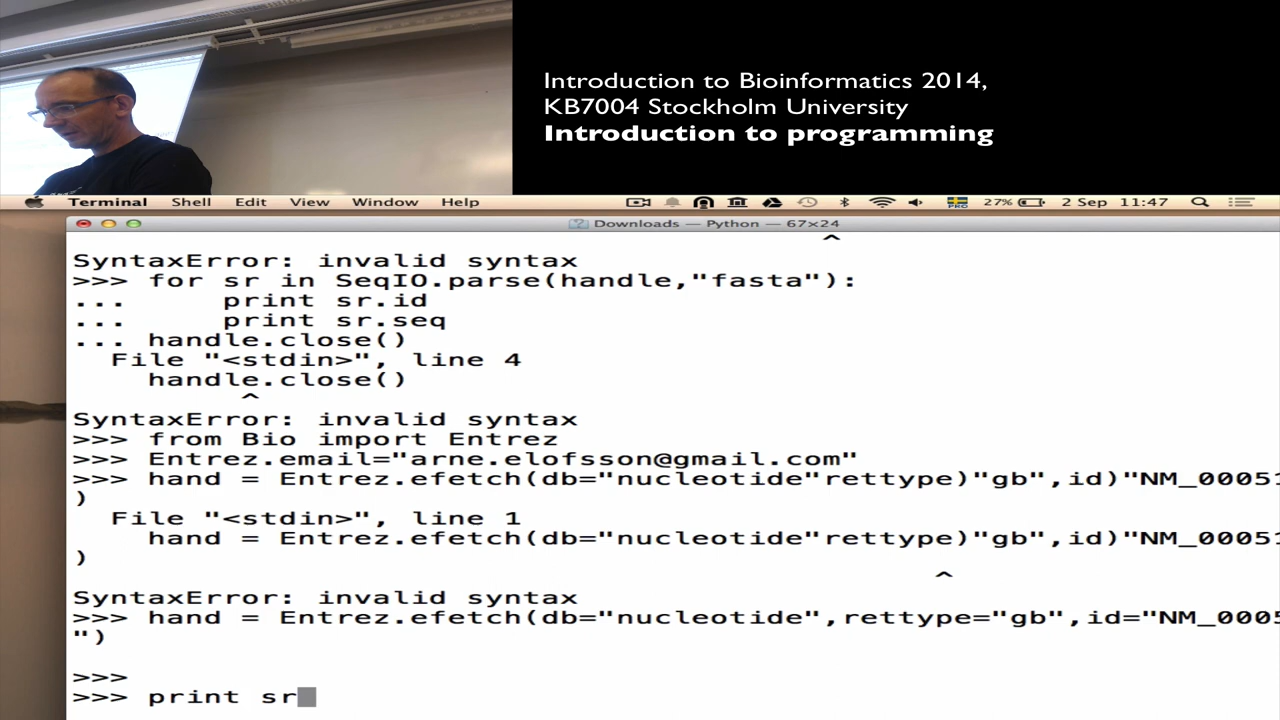 Introduction to Bioinformatics 2014,
KB7004 Stockholm University
Introduction to programming
Terminal Shell Edit View Window Help 27% 2 Sep 11:47
Downloads — Python — 67×24
^
SyntaxError: invalid syntax
>>> for sr in SeqIO.parse(handle,"fasta"):
... print sr.id
... print sr.seq
... handle.close()
File "<stdin>", line 4
handle.close()
^
SyntaxError: invalid syntax
>>> from Bio import Entrez
>>> Entrez.email="arne.elofsson@gmail.com"
>>> hand = Entrez.efetch(db="nucleotide"rettype)"gb",id)"NM_00051
)
File "<stdin>", line 1
hand = Entrez.efetch(db="nucleotide"rettype)"gb",id)"NM_00051
)
^
SyntaxError: invalid syntax
>>> hand = Entrez.efetch(db="nucleotide",rettype="gb",id="NM_0005
")
>>>
>>> print sr